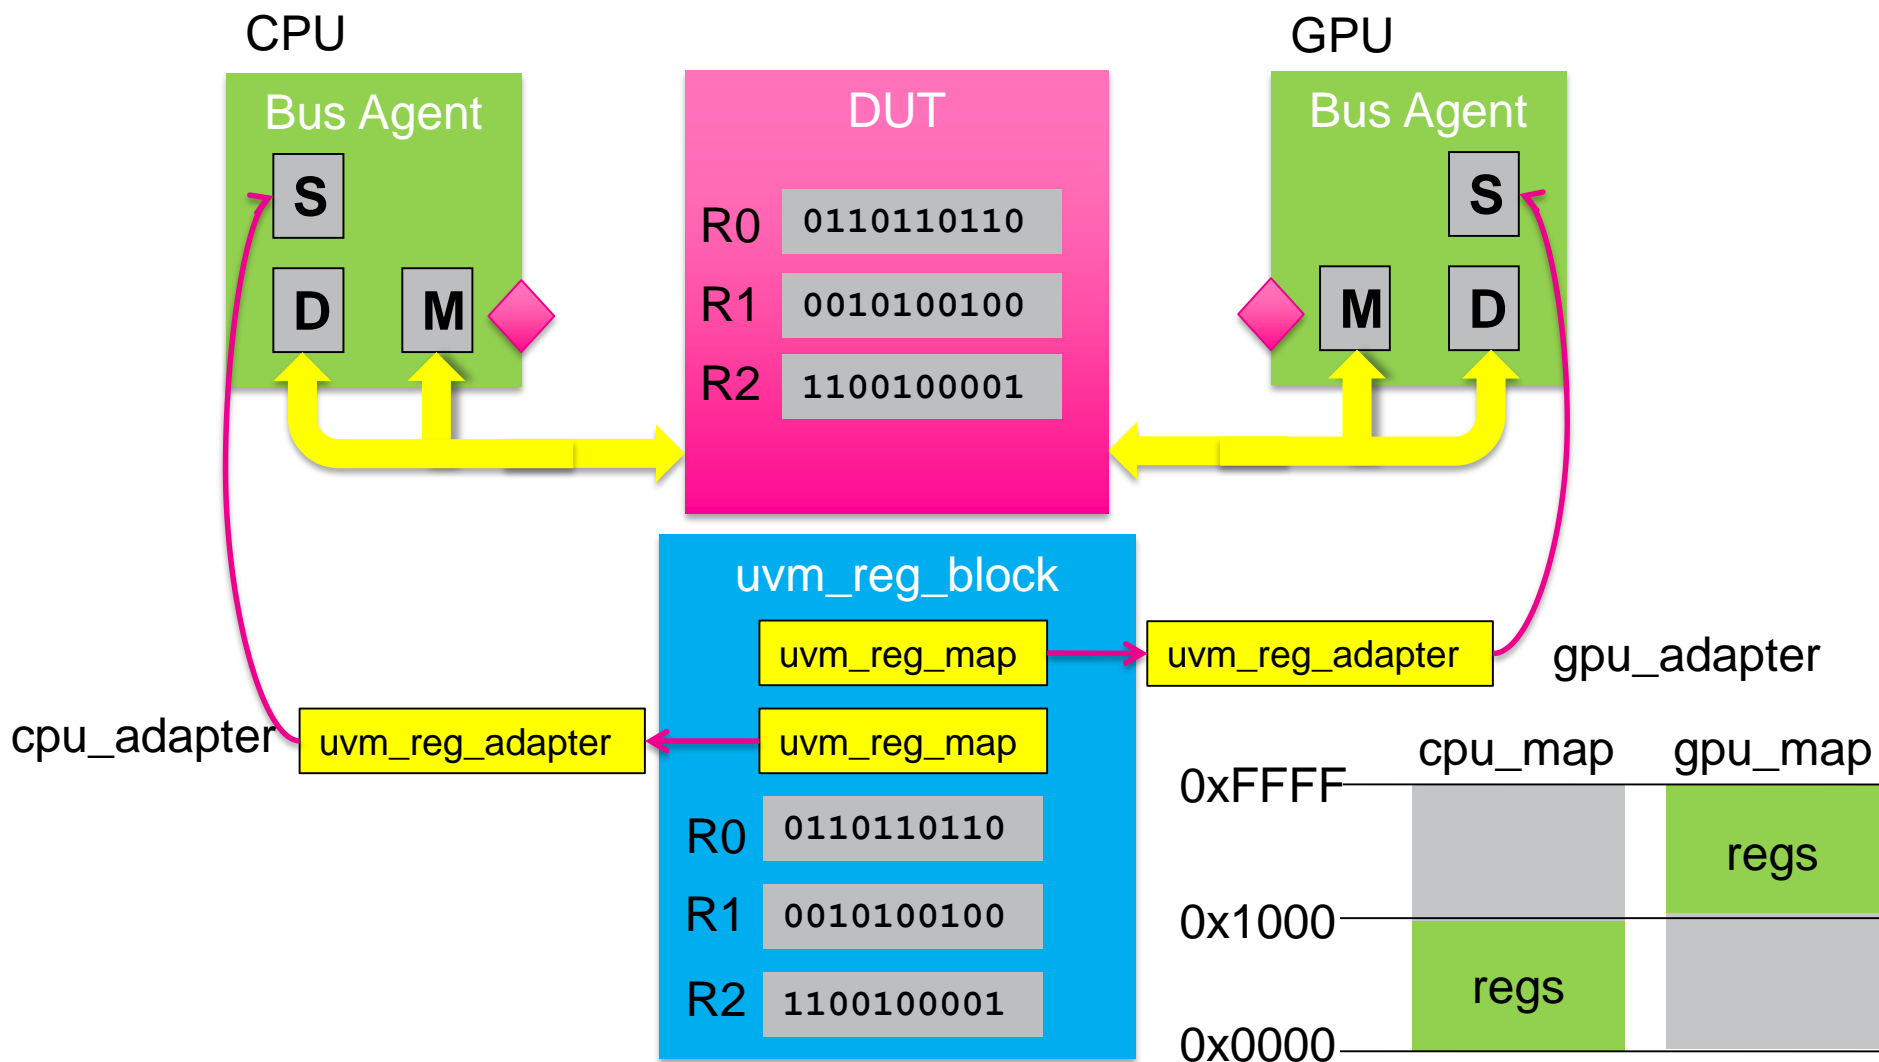 CPU
GPU
Bus Agent
DUT
Bus Agent
S
S
R0 0110110110
D M
R1 0010100100
M D
R2 1100100001
uvm_reg_block
uvm_reg_map
uvm_reg_adapter
gpu_adapter
cpu_adapter
uvm_reg_adapter
uvm_reg_map
cpu_map gpu_map
0xFFFF
R0 0110110110
regs
R1 0010100100
0x1000
R2 1100100001
regs
0x0000